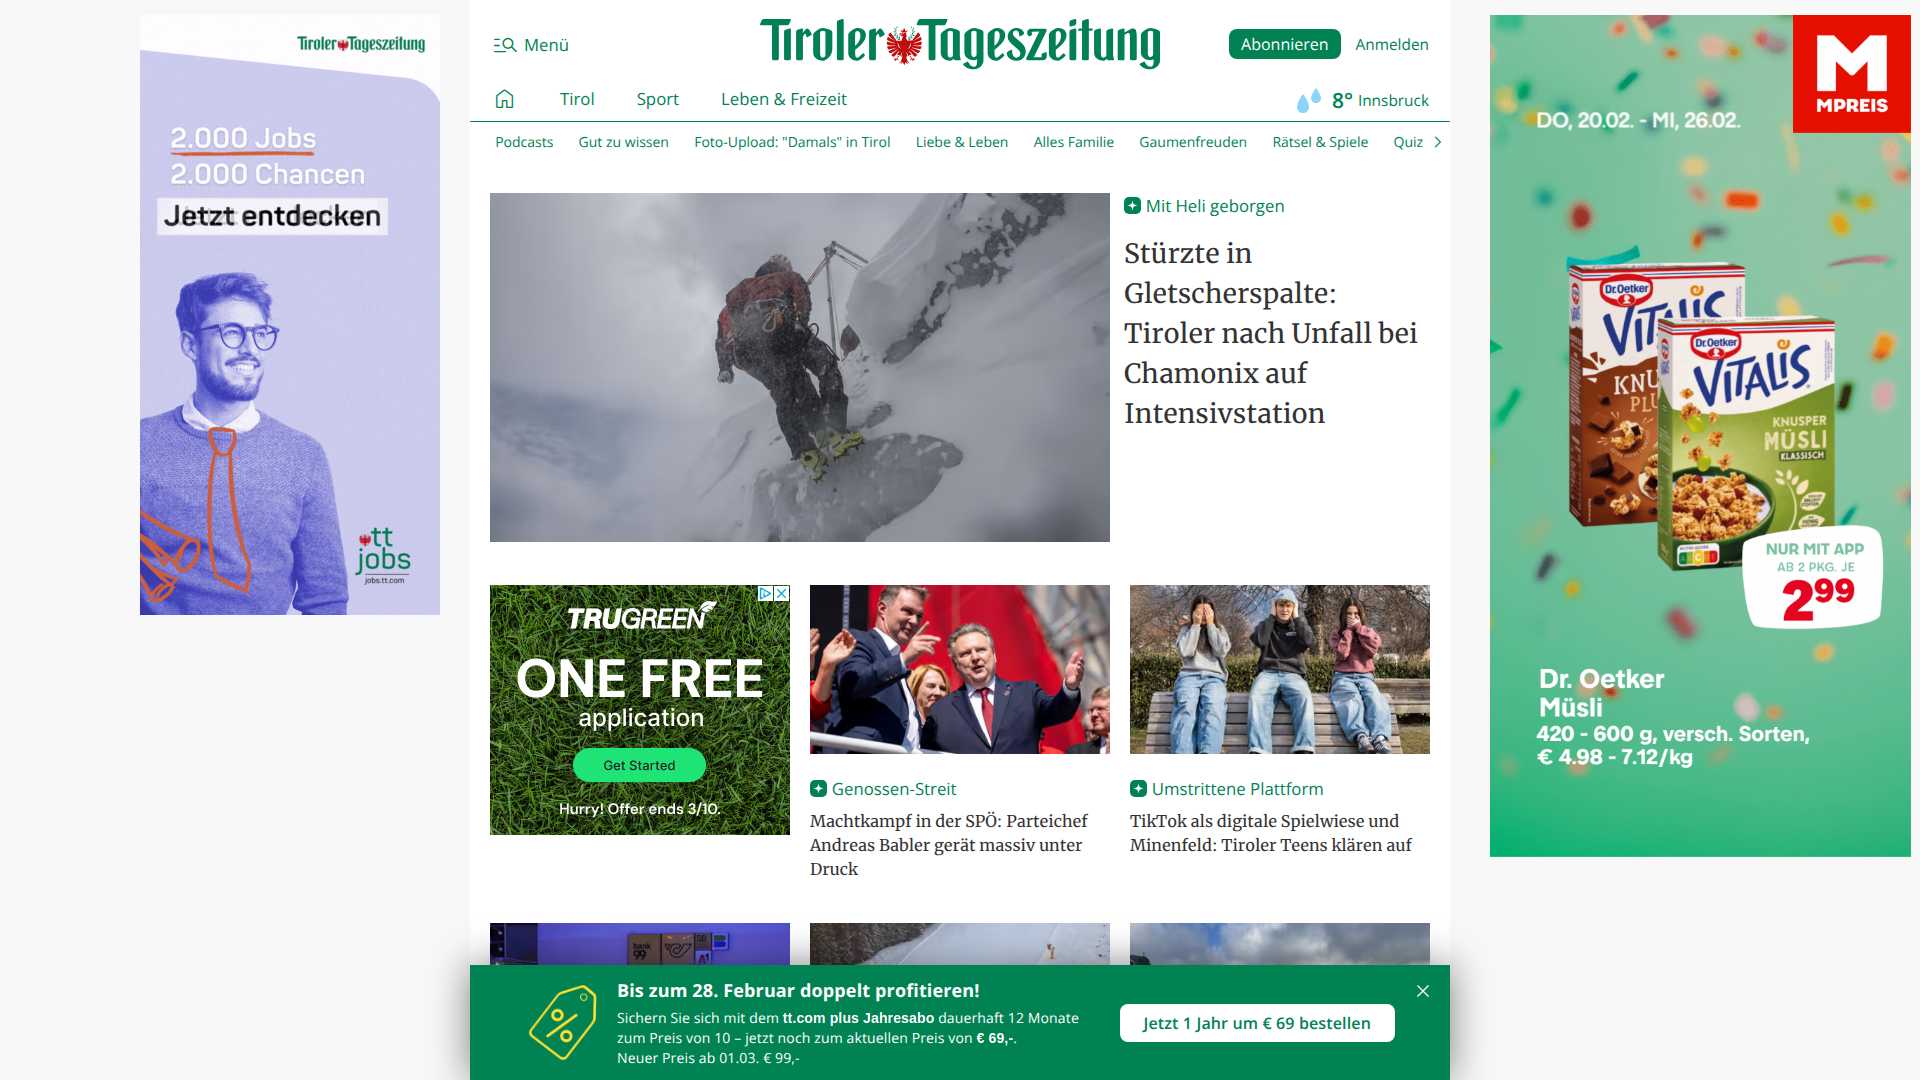 Tiroler Tageszeitung
2.000 Jobs
2.000 Chancen
Jetzt entdecken
tt
jobs
jobs.tt.com
Menü
Tiroler Tageszeitung
Abonnieren
Anmelden
Tirol
Sport
Leben & Freizeit
8° Innsbruck
Podcasts
Gut zu wissen
Foto-Upload: "Damals" in Tirol
Liebe & Leben
Alles Familie
Gaumenfreuden
Rätsel & Spiele
Quiz
Mit Heli geborgen
Stürzte in
Gletscherspalte:
Tiroler nach Unfall bei
Chamonix auf
Intensivstation
TRUGREEN
ONE FREE
application
Get Started
Hurry! Offer ends 3/10.
Genossen-Streit
Machtkampf in der SPÖ: Parteichef
Andreas Babler gerät massiv unter
Druck
Umstrittene Plattform
TikTok als digitale Spielwiese und
Minenfeld: Tiroler Teens klären auf
bank
99
Bis zum 28. Februar doppelt profitieren!
Sichern Sie sich mit dem tt.com plus Jahresabo dauerhaft 12 Monate
zum Preis von 10 – jetzt noch zum aktuellen Preis von € 69,-.
Neuer Preis ab 01.03. € 99,-
Jetzt 1 Jahr um € 69 bestellen
M
MPREIS
DO, 20.02. - MI, 26.02.
Dr. Oetker
VITALIS
KNU
PLU
Dr. Oetker
VITALIS
KNUSPER
MÜSLI
KLASSISCH
NUR MIT APP
AB 2 PKG. JE
2⁹⁹
Dr. Oetker
Müsli
420 - 600 g, versch. Sorten,
€ 4.98 - 7.12/kg